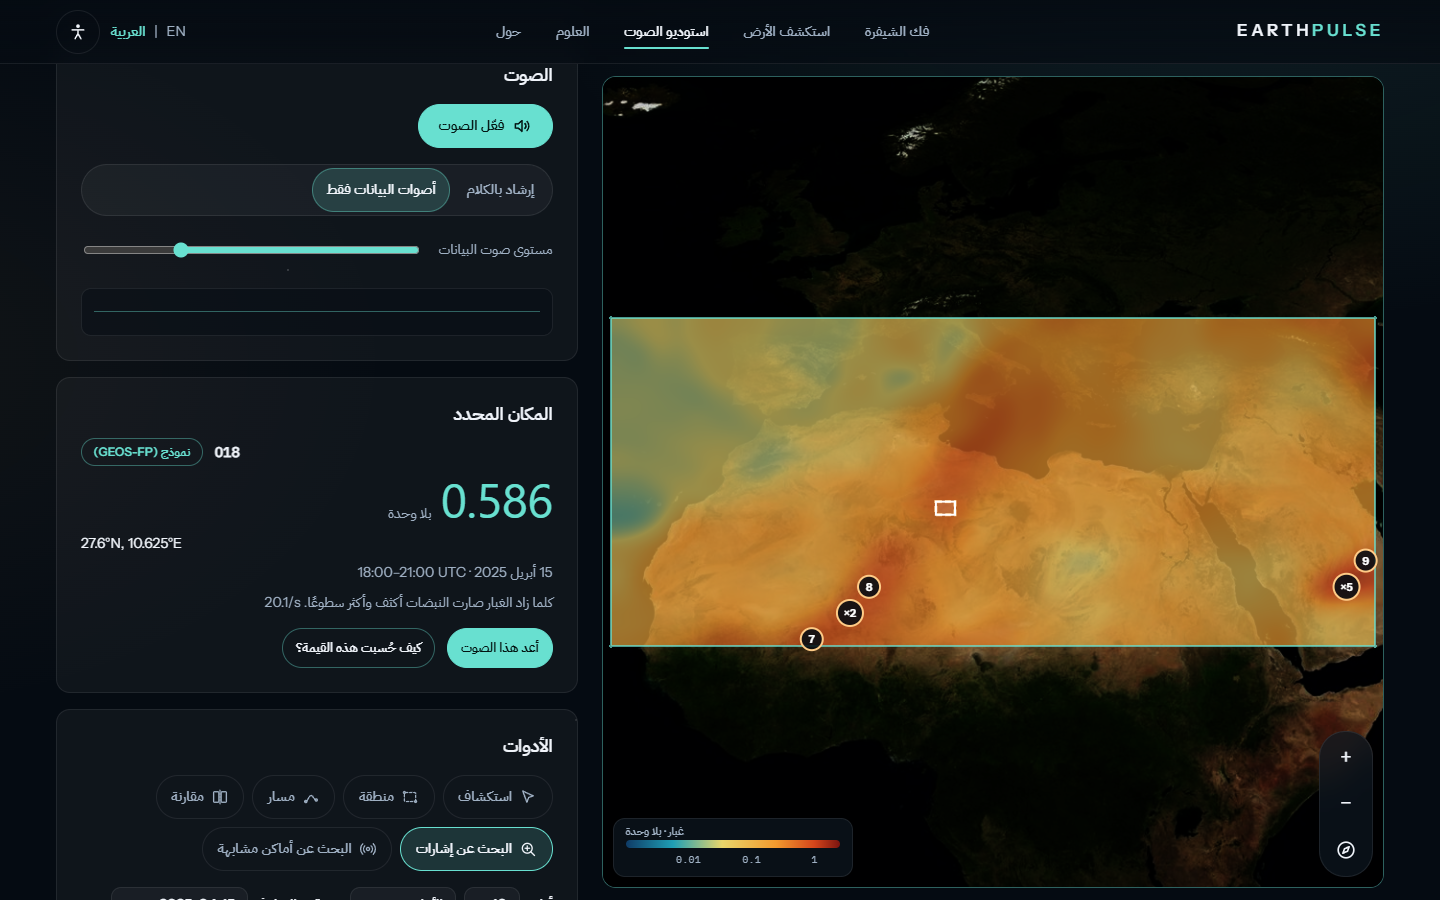 EARTHPULSE
فك الشيفرة
استكشف الأرض
استوديو الصوت
العلوم
حول
العربية | EN
الصوت
فعّل الصوت
إرشاد بالكلام
أصوات البيانات فقط
مستوى صوت البيانات
المكان المحدد
018
نموذج (GEOS-FP)
0.586 بلا وحدة
27.6°N, 10.625°E
15 أبريل 2025 · 18:00–21:00 UTC
كلما زاد الغبار صارت النبضات أكثف وأكثر سطوعًا. 20.1/s
أعد هذا الصوت
كيف حُسبت هذه القيمة؟
الأدوات
استكشاف
منطقة
مسار
مقارنة
البحث عن إشارات
البحث عن أماكن مشابهة
9
×5
8
×2
7
+
−
غبار · بلا وحدة
0.01 0.1 1